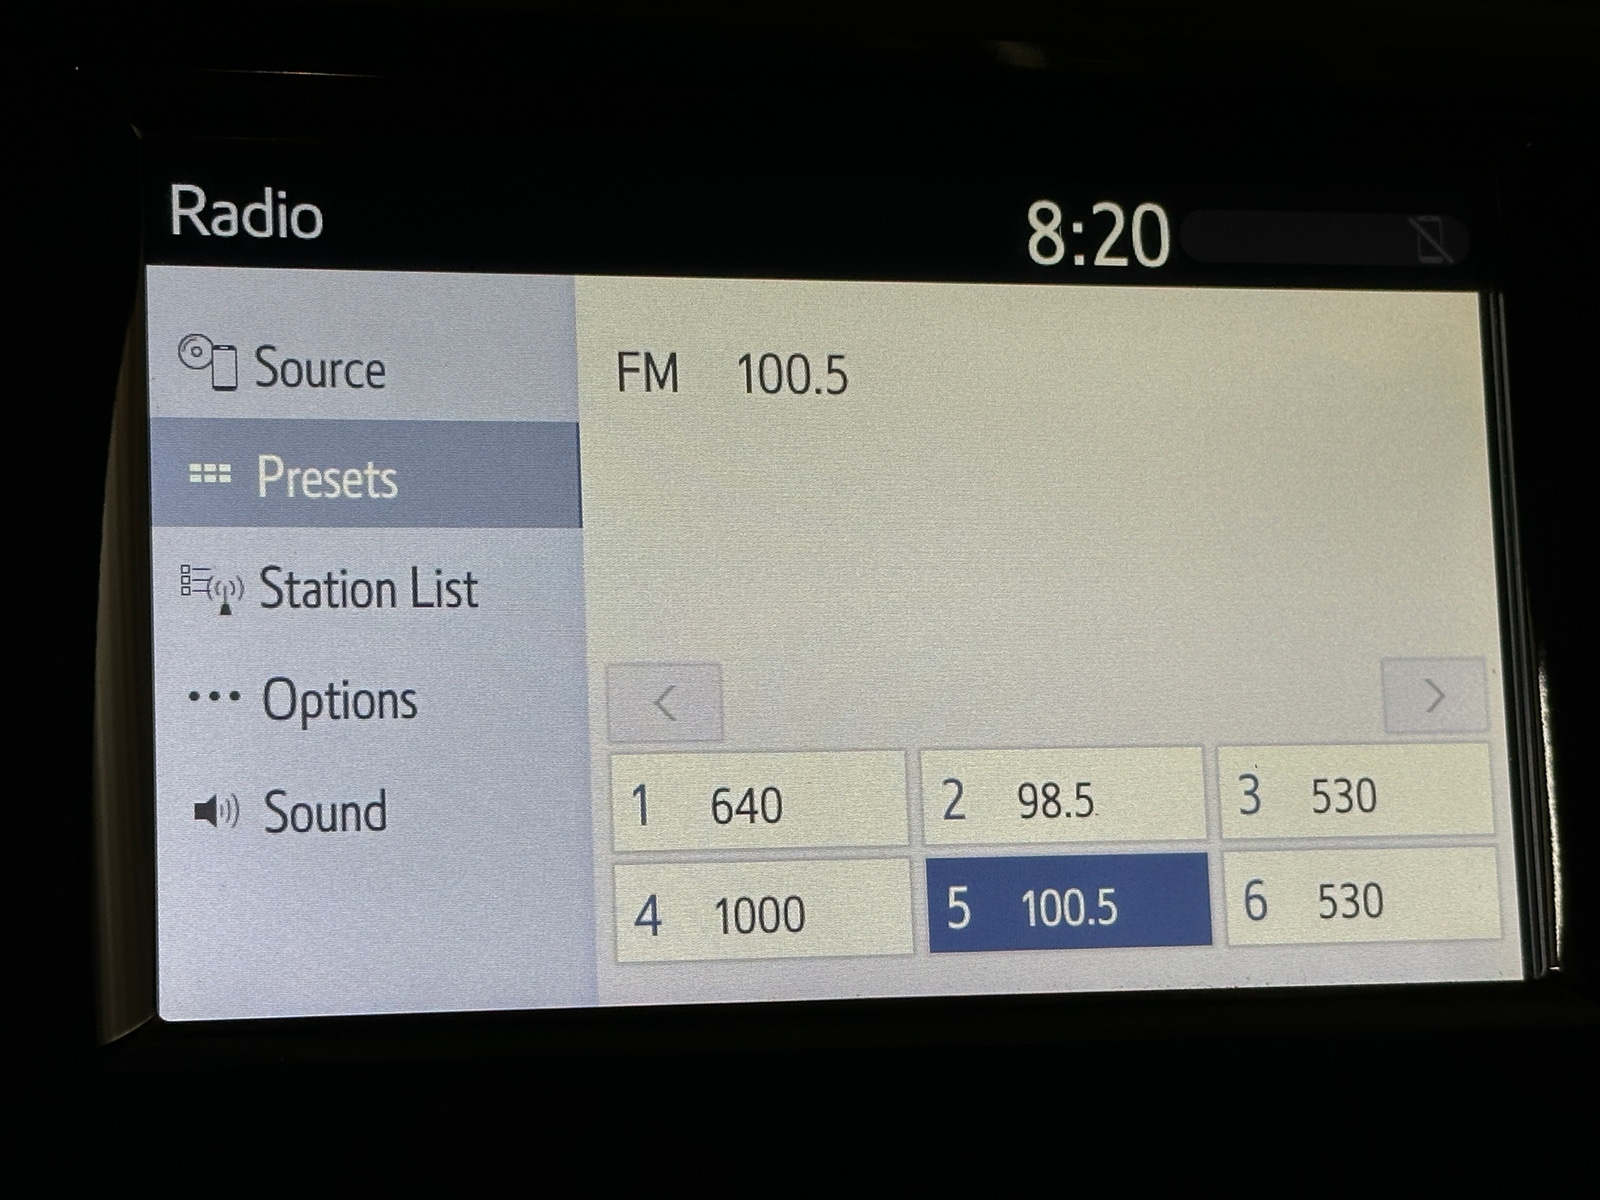 Radio
8:20
Source
Presets
Station List
Options
Sound
FM 100.5
1 640
2 98.5
3 530
4 1000
5 100.5
6 530